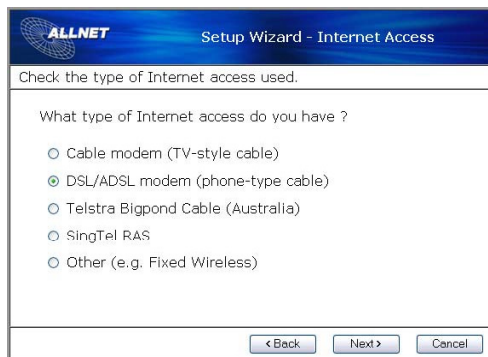 ALLNET
Setup Wizard - Internet Access
Check the type of Internet access used.
What type of Internet access do you have ?
Cable modem (TV-style cable)
DSL/ADSL modem (phone-type cable)
Telstra Bigpond Cable (Australia)
SingTel RAS
Other (e.g. Fixed Wireless)
< Back Next > Cancel